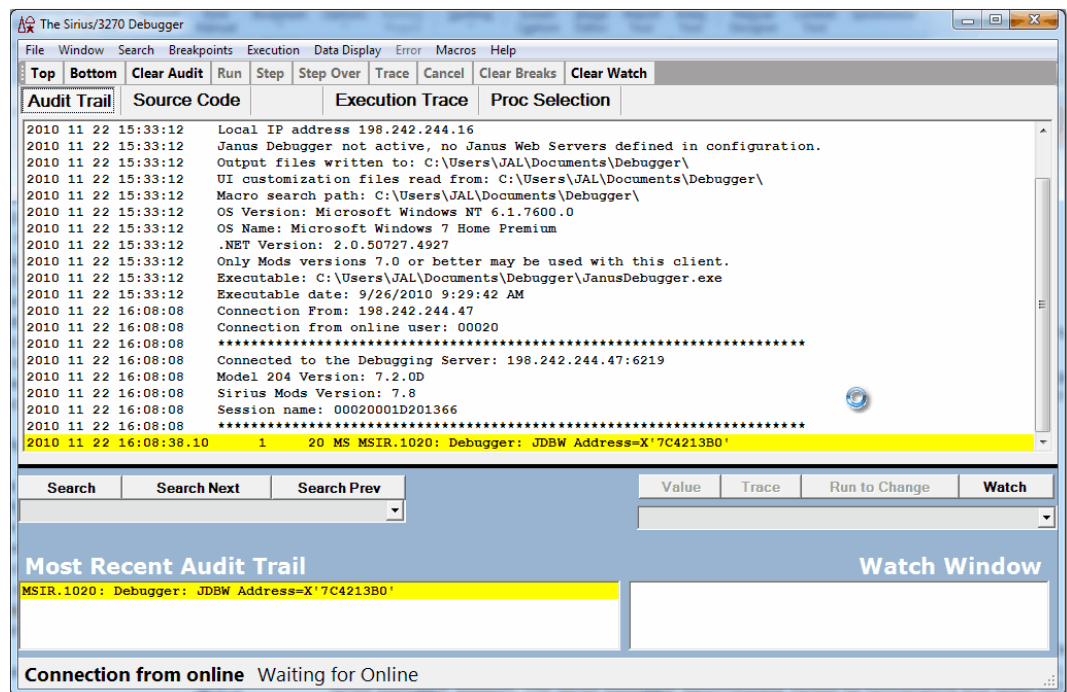 The Sirius/3270 Debugger
File Window Search Breakpoints Execution Data Display Error Macros Help
Top Bottom Clear Audit Run Step Step Over Trace Cancel Clear Breaks Clear Watch
Audit Trail Source Code Execution Trace Proc Selection
2010 11 22 15:33:12 Local IP address 198.242.244.16
2010 11 22 15:33:12 Janus Debugger not active, no Janus Web Servers defined in configuration.
2010 11 22 15:33:12 Output files written to: C:\Users\JAL\Documents\Debugger\
2010 11 22 15:33:12 UI customization files read from: C:\Users\JAL\Documents\Debugger\
2010 11 22 15:33:12 Macro search path: C:\Users\JAL\Documents\Debugger\
2010 11 22 15:33:12 OS Version: Microsoft Windows NT 6.1.7600.0
2010 11 22 15:33:12 OS Name: Microsoft Windows 7 Home Premium
2010 11 22 15:33:12 .NET Version: 2.0.50727.4927
2010 11 22 15:33:12 Only Mods versions 7.0 or better may be used with this client.
2010 11 22 15:33:12 Executable: C:\Users\JAL\Documents\Debugger\JanusDebugger.exe
2010 11 22 15:33:12 Executable date: 9/26/2010 9:29:42 AM
2010 11 22 16:08:08 Connection From: 198.242.244.47
2010 11 22 16:08:08 Connection from online user: 00020
2010 11 22 16:08:08 ***********************************************************************
2010 11 22 16:08:08 Connected to the Debugging Server: 198.242.244.47:6219
2010 11 22 16:08:08 Model 204 Version: 7.2.0D
2010 11 22 16:08:08 Sirius Mods Version: 7.8
2010 11 22 16:08:08 Session name: 00020001D201366
2010 11 22 16:08:08 ***********************************************************************
2010 11 22 16:08:38.10 1 20 MS MSIR.1020: Debugger: JDBW Address=X'7C4213B0'
Search Search Next Search Prev Value Trace Run to Change Watch
Most Recent Audit Trail Watch Window
MSIR.1020: Debugger: JDBW Address=X'7C4213B0'
Connection from online Waiting for Online